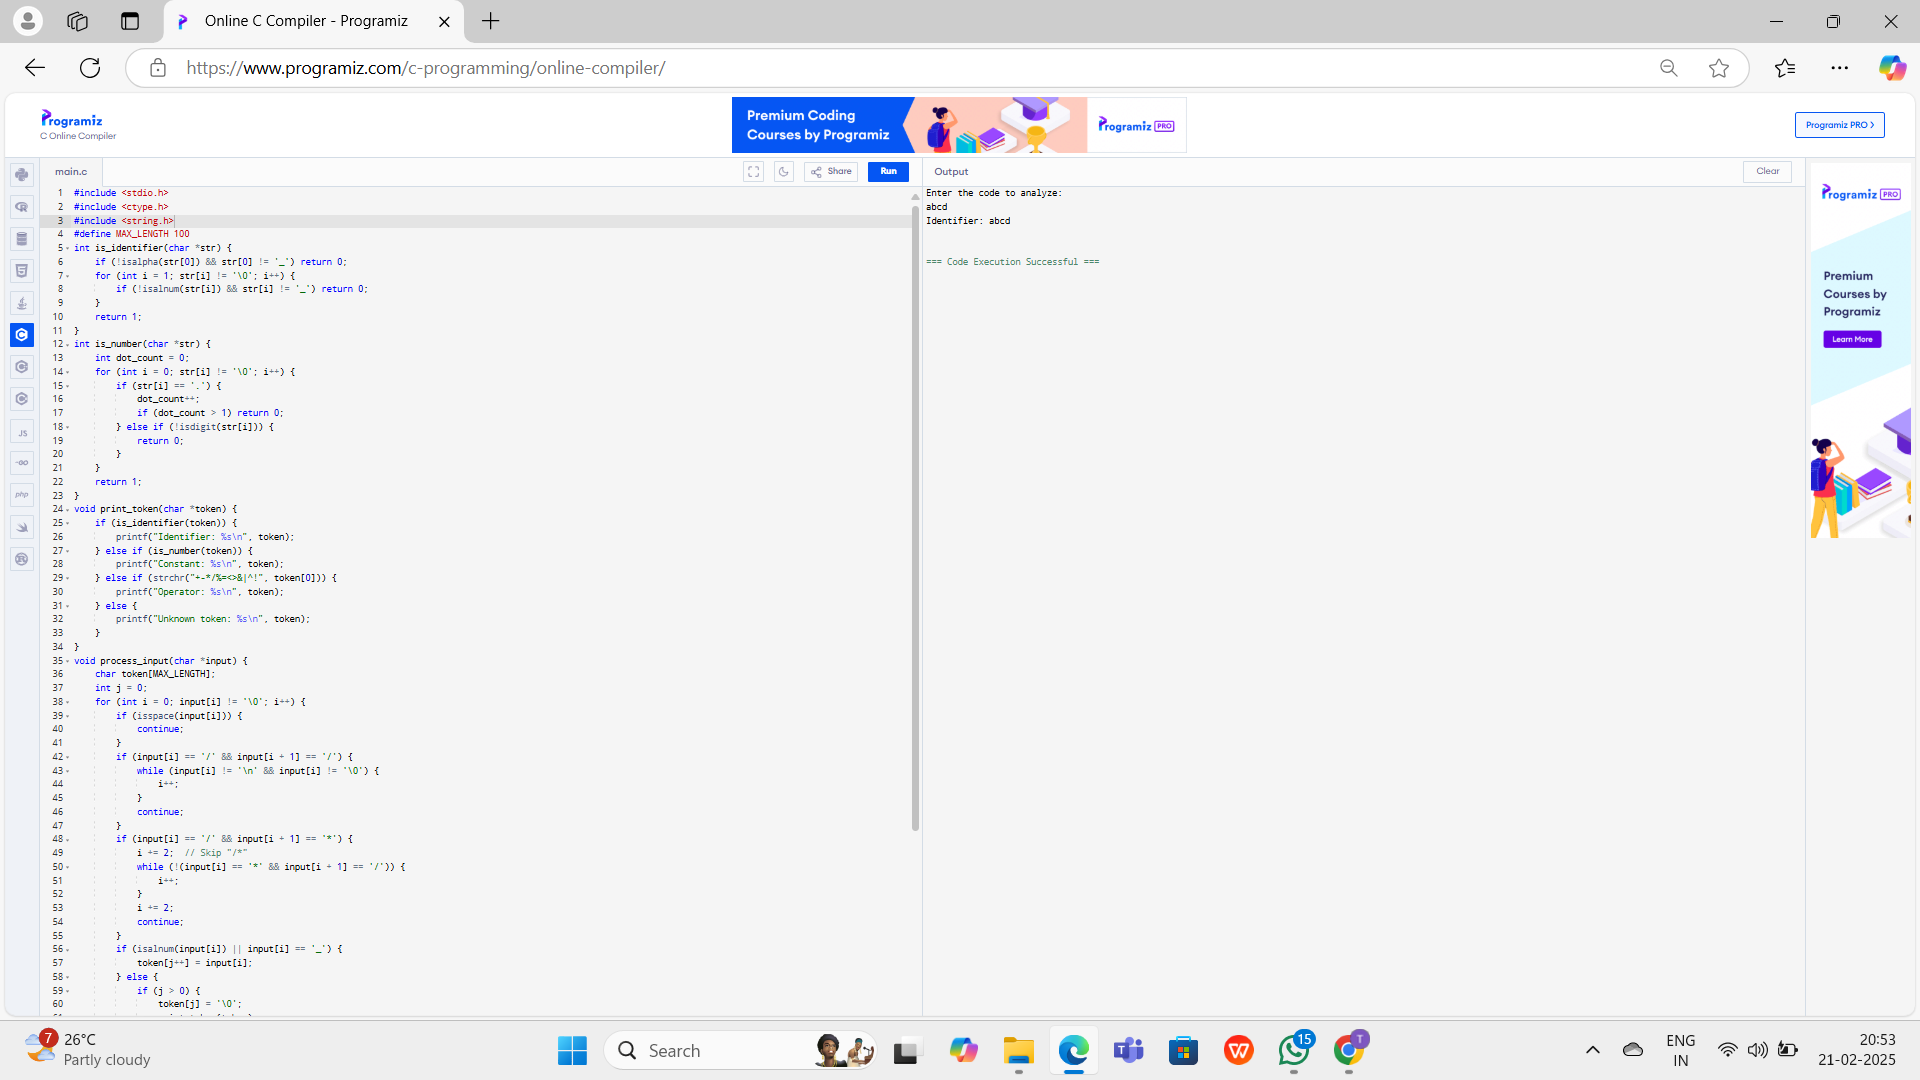 Online C Compiler - Programiz
https://www.programiz.com/c-programming/online-compiler/
Programiz
C Online Compiler
Premium Coding
Courses by Programiz
Programiz PRO
Programiz PRO >
main.c
Share
Run
Output
Clear
1 #include <stdio.h>
2 #include <ctype.h>
3 #include <string.h>
4 #define MAX_LENGTH 100
5 int is_identifier(char *str) {
6 if (!isalpha(str[0]) && str[0] != '_') return 0;
7 for (int i = 1; str[i] != '\0'; i++) {
8 if (!isalnum(str[i]) && str[i] != '_') return 0;
9 }
10 return 1;
11 }
12 int is_number(char *str) {
13 int dot_count = 0;
14 for (int i = 0; str[i] != '\0'; i++) {
15 if (str[i] == '.') {
16 dot_count++;
17 if (dot_count > 1) return 0;
18 } else if (!isdigit(str[i])) {
19 return 0;
20 }
21 }
22 return 1;
23 }
24 void print_token(char *token) {
25 if (is_identifier(token)) {
26 printf("Identifier: %s\n", token);
27 } else if (is_number(token)) {
28 printf("Constant: %s\n", token);
29 } else if (strchr("+-*/%=<>&|^!", token[0])) {
30 printf("Operator: %s\n", token);
31 } else {
32 printf("Unknown token: %s\n", token);
33 }
34 }
35 void process_input(char *input) {
36 char token[MAX_LENGTH];
37 int j = 0;
38 for (int i = 0; input[i] != '\0'; i++) {
39 if (isspace(input[i])) {
40 continue;
41 }
42 if (input[i] == '/' && input[i + 1] == '/') {
43 while (input[i] != '\n' && input[i] != '\0') {
44 i++;
45 }
46 continue;
47 }
48 if (input[i] == '/' && input[i + 1] == '*') {
49 i += 2; // Skip "/*"
50 while (!(input[i] == '*' && input[i + 1] == '/')) {
51 i++;
52 }
53 i += 2;
54 continue;
55 }
56 if (isalnum(input[i]) || input[i] == '_') {
57 token[j++] = input[i];
58 } else {
59 if (j > 0) {
60 token[j] = '\0';
Enter the code to analyze:
abcd
Identifier: abcd
=== Code Execution Successful ===
JS
GO
php
Programiz PRO
Premium
Courses by
Programiz
Learn More
7
26°C
Partly cloudy
Search
15
T
ENG
IN
20:53
21-02-2025